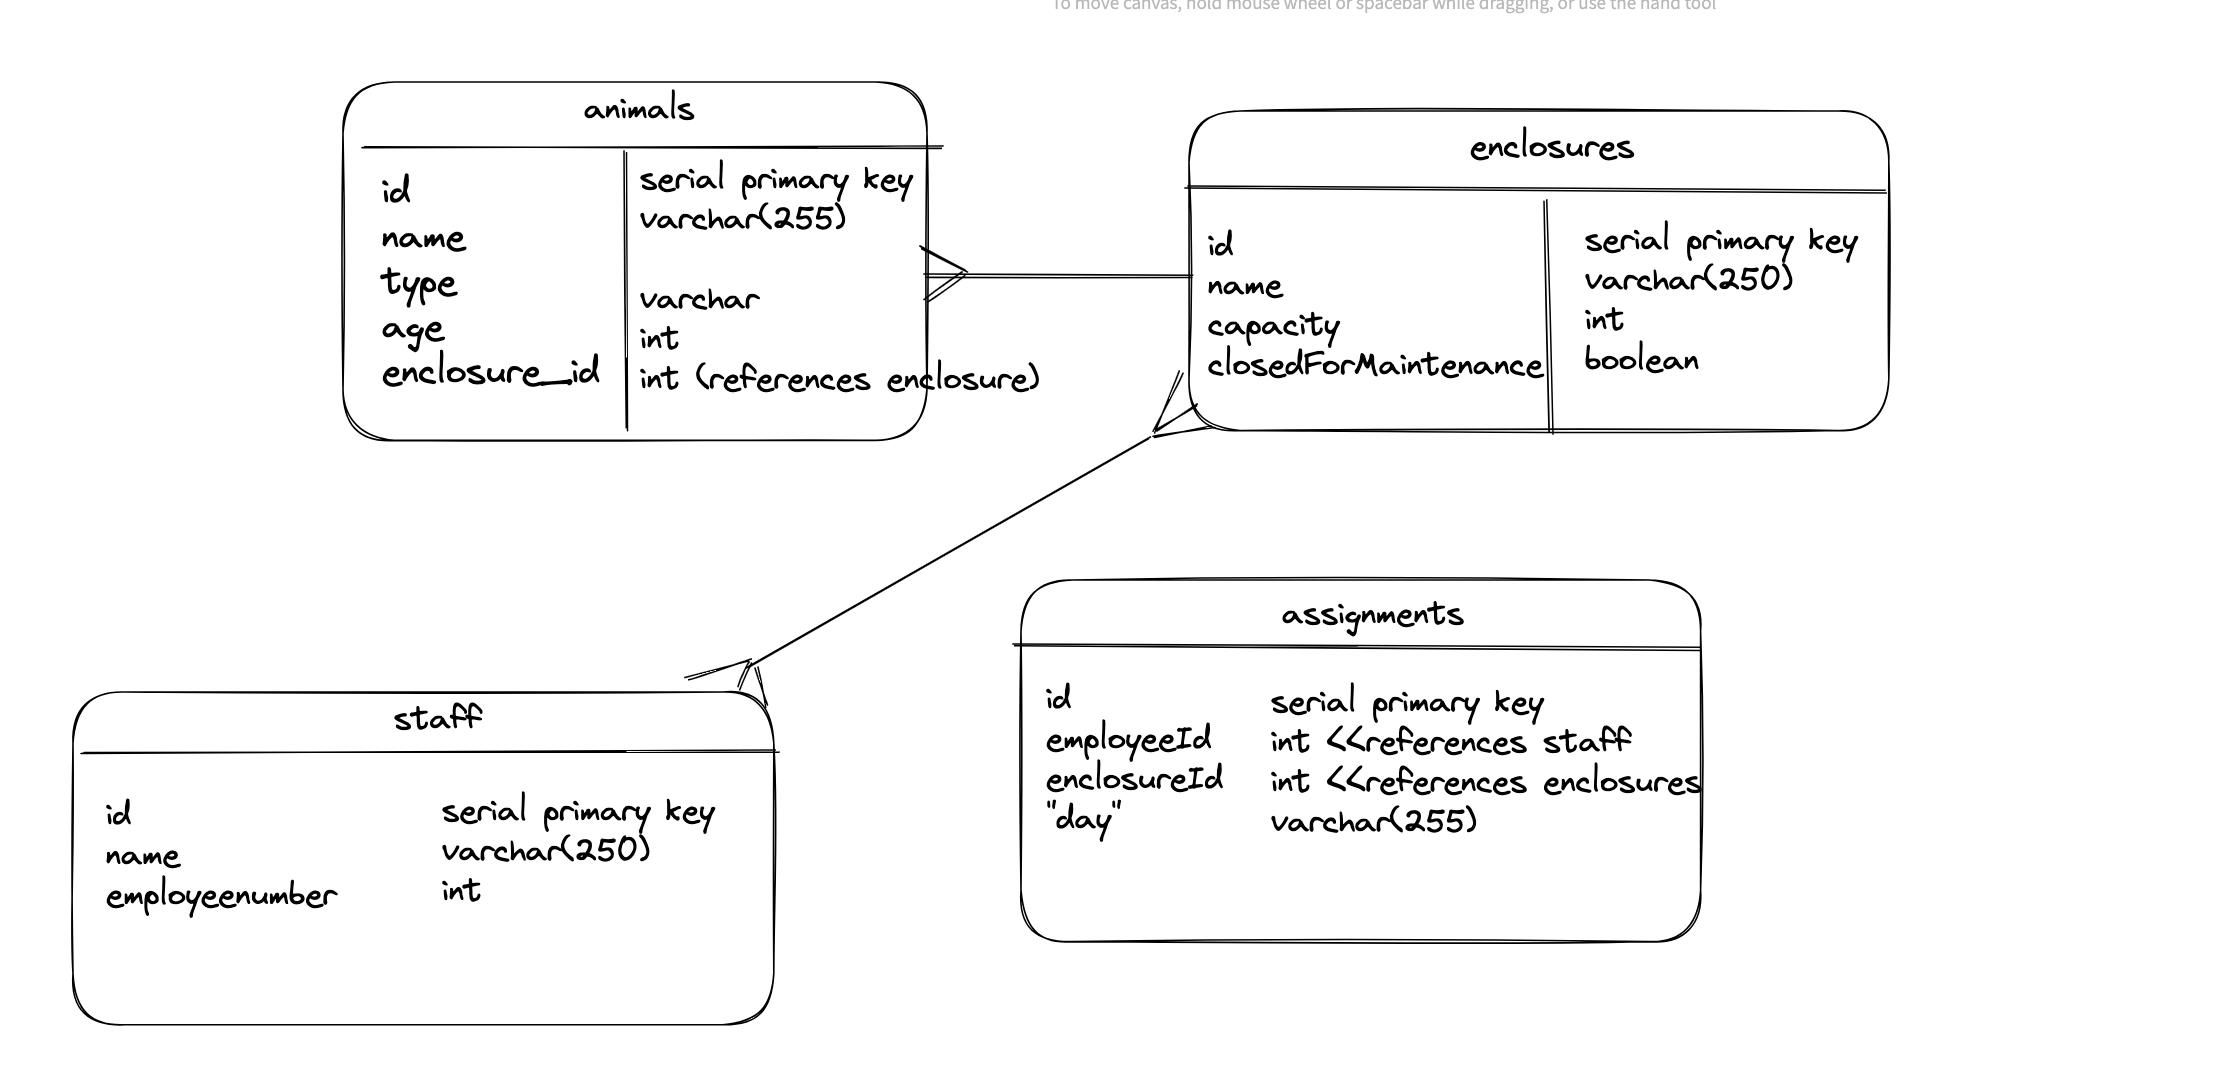 To move canvas, hold mouse wheel or spacebar while dragging, or use the hand tool
animals
id
name
type
age
enclosure_id
serial primary key
varchar(255)
varchar
int
int (references enclosure)
enclosures
id
name
capacity
closedForMaintenance
serial primary key
varchar(250)
int
boolean
staff
id
name
employeenumber
serial primary key
varchar(250)
int
assignments
id
employeeId
enclosureId
"day"
serial primary key
int <<references staff
int <<references enclosures
varchar(255)